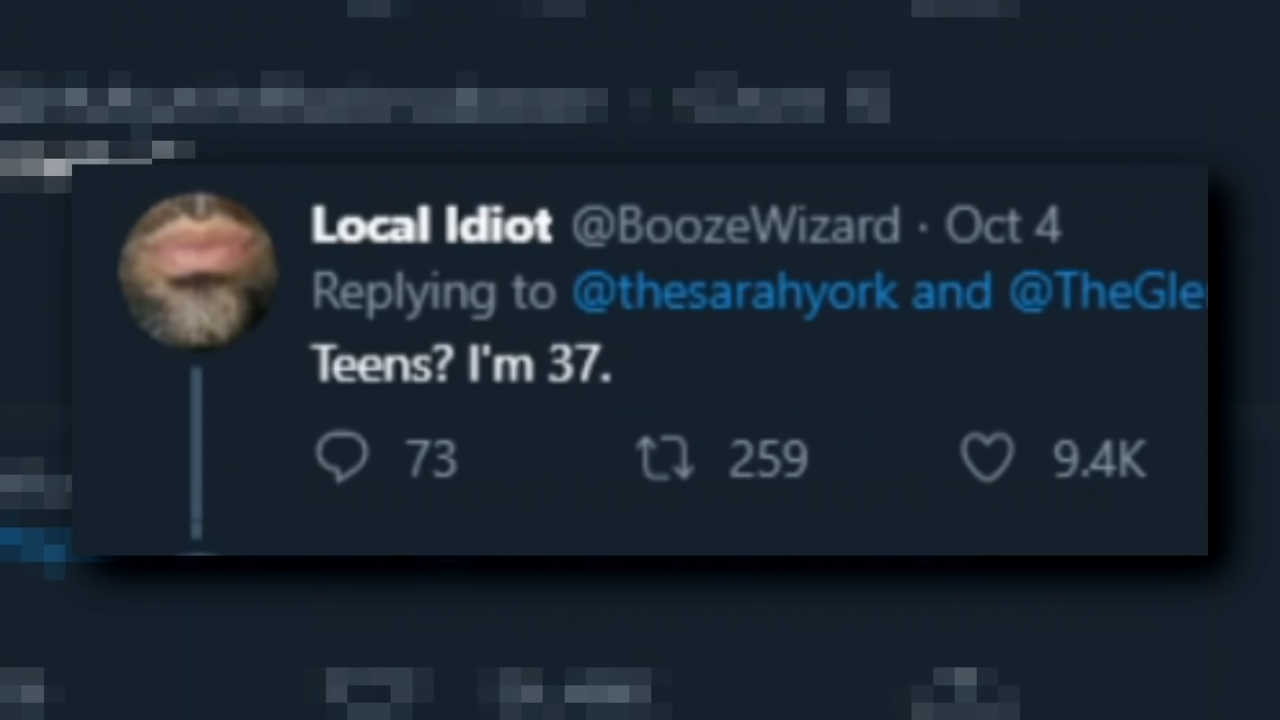 Local Idiot @BoozeWizard · Oct 4
Replying to @thesarahyork and @TheGle
Teens? I'm 37.
73 259 9.4K